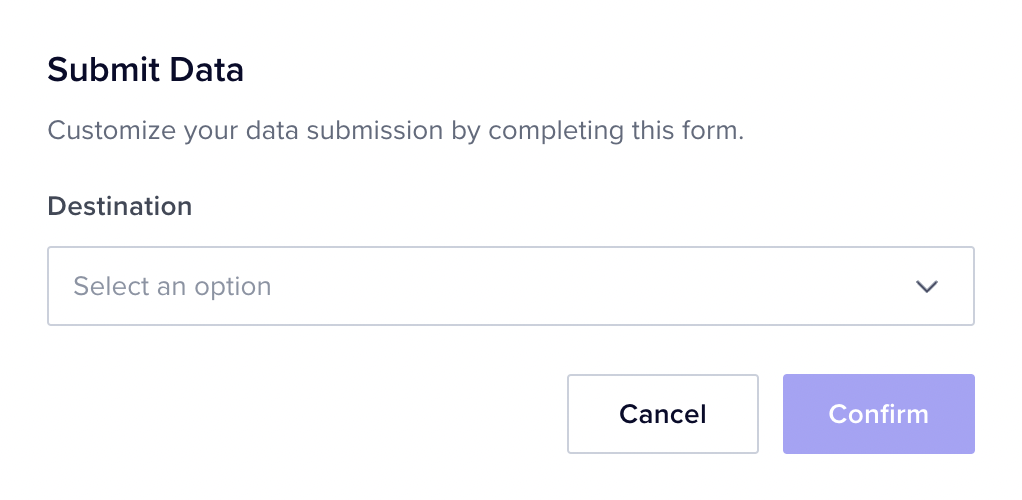 Submit Data
Customize your data submission by completing this form.
Destination
Select an option
Cancel
Confirm